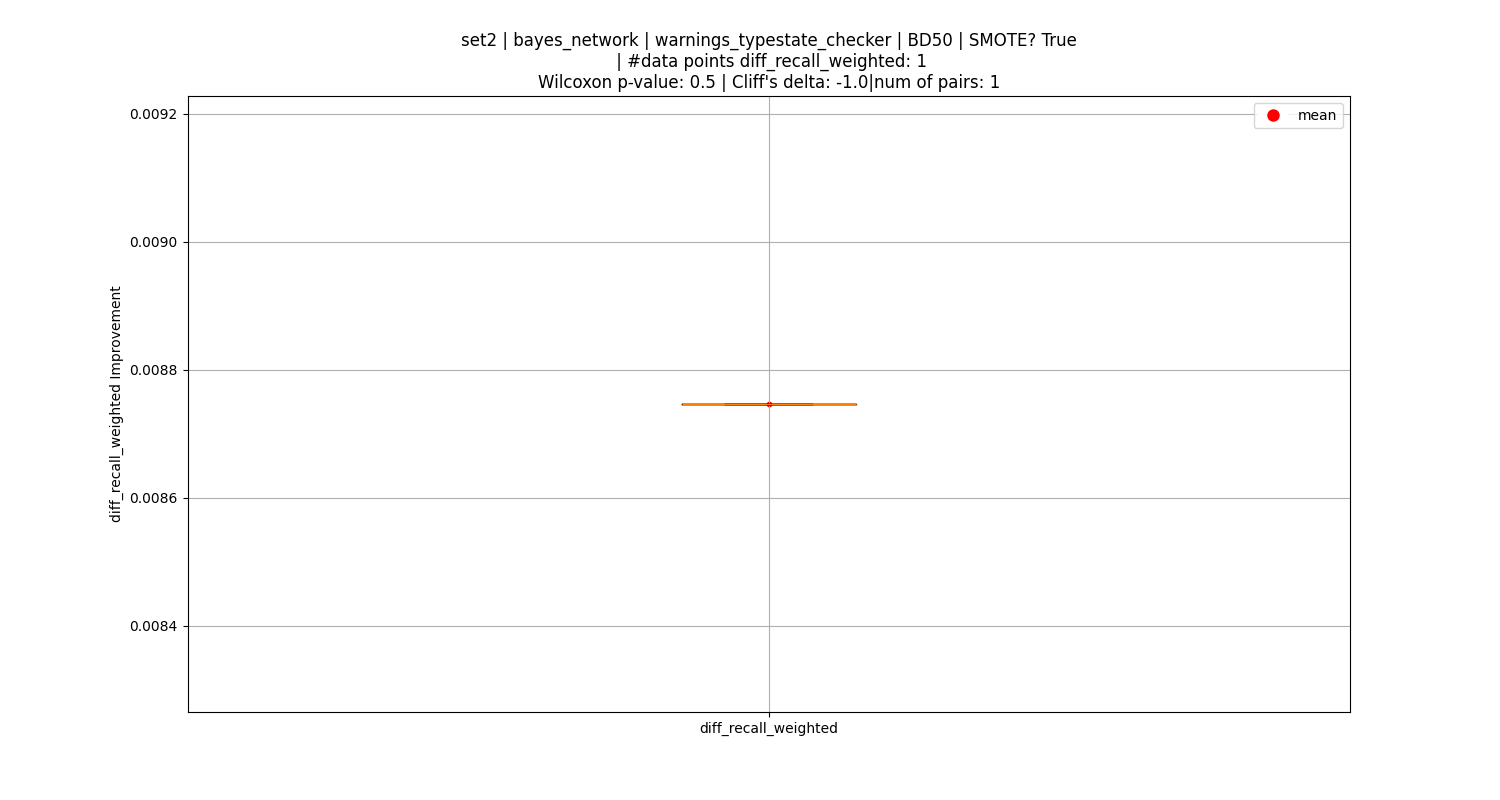 set2 | bayes_network | warnings_typestate_checker | BD50 | SMOTE? True
| #data points diff_recall_weighted: 1
Wilcoxon p-value: 0.5 | Cliff's delta: -1.0|num of pairs: 1
mean
0.0092
0.0090
0.0088
0.0086
0.0084
diff_recall_weighted Improvement
diff_recall_weighted